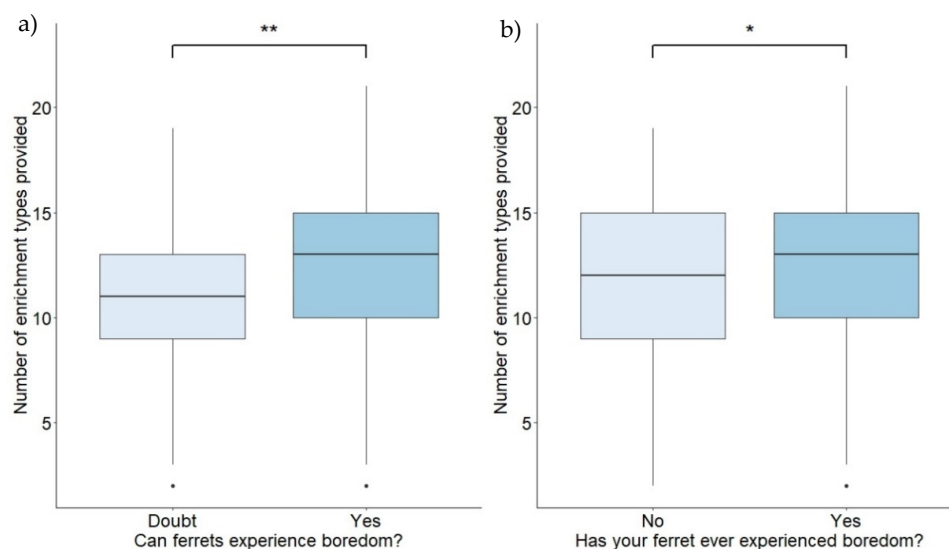 a)
**
Number of enrichment types provided
20
15
10
5
Doubt
Yes
Can ferrets experience boredom?
b)
*
Number of enrichment types provided
20
15
10
5
No
Yes
Has your ferret ever experienced boredom?